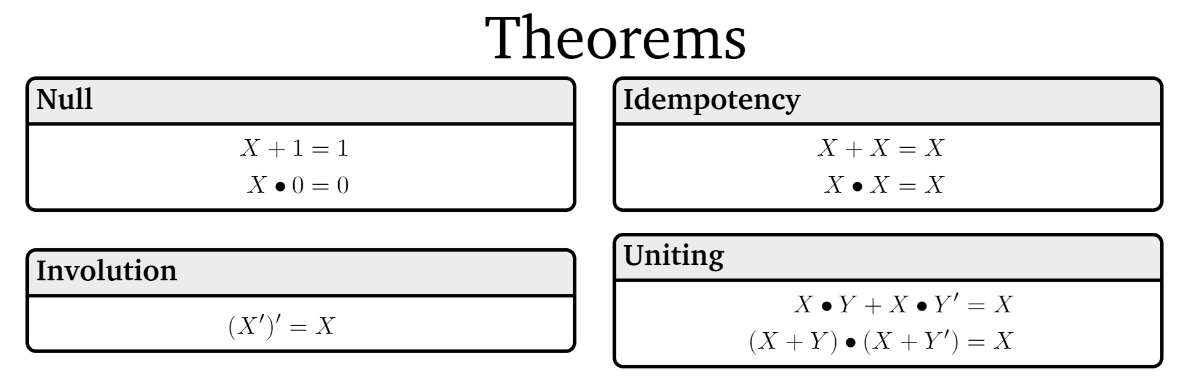 Theorems
Null
X + 1 = 1
X • 0 = 0
Idempotency
X + X = X
X • X = X
Involution
(X′)′ = X
Uniting
X • Y + X • Y′ = X
(X + Y) • (X + Y′) = X